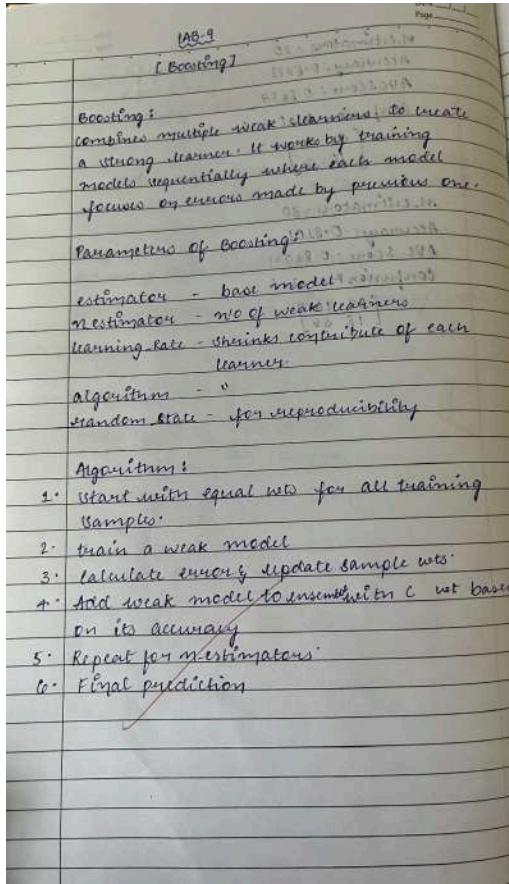 Page
LAB-9
[ Boosting ]
Boosting :
combines multiple weak learners to create
a strong learner. It works by training
models sequentially where each model
focuses on errors made by previous one.
Parameters of Boosting :
estimator - base model
n estimator - no of weak learners
learning Rate - shrinks contribute of each
learner.
algorithm - "
random state - for reproducibility
Algorithm :
1. Start with equal wts for all training
samples.
2. train a weak model
3. calculate error & update sample wts.
4. Add weak model to ensemble with C wt base
on its accuracy
5. Repeat for n-estimators.
6. Final prediction